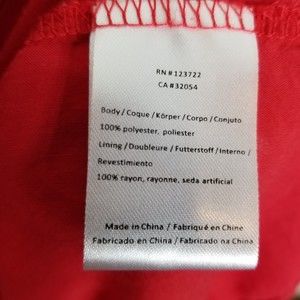 RN # 123722
CA # 32054
Body / Coque / Körper / Corpo / Conjuto
100% polyester, poliester
Lining / Doubleure / Futterstoff / Interno /
Revestimiento
100% rayon, rayonne, seda artificial
Made in China / Fabriqué en Chine
Fabricado en China / Fabricado na China